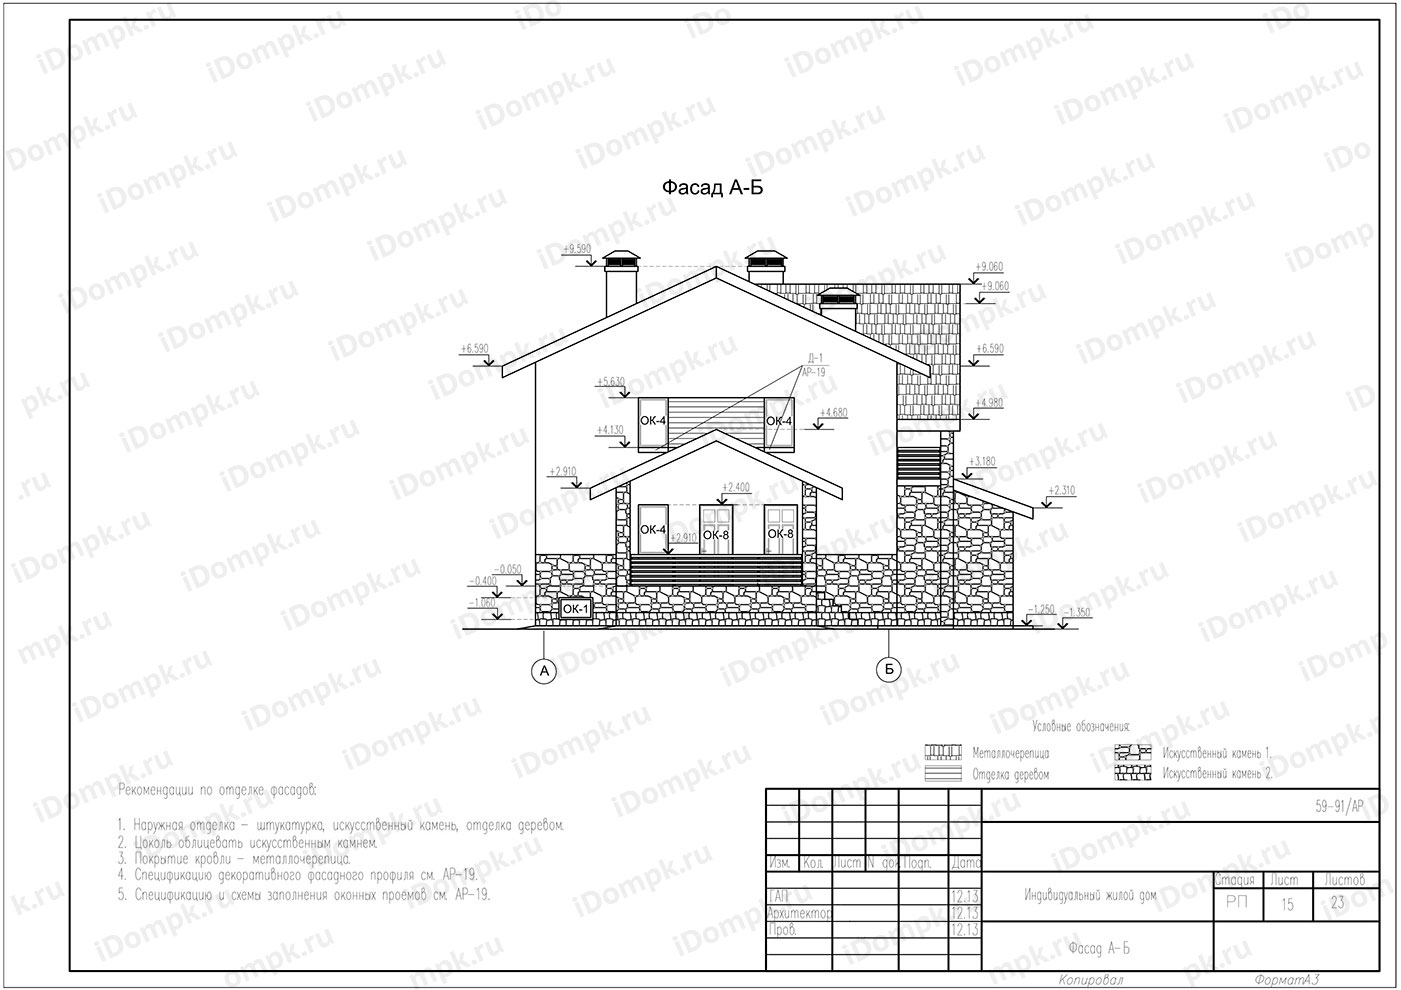 Фасад А-Б
+9.590
+9.060
+9.060
+6.590
+6.590
Д-1
АР-19
+5.630
+4.980
ОК-4
ОК-4
+4.680
+4.130
+3.180
+2.910
+2.400
+2.310
ОК-4
ОК-8
ОК-8
+2.910
-0.050
-0.400
-1.060
ОК-1
-1.250
-1.350
А
Б
Условные обозначения:
Металлочерепица
Искусственный камень 1.
Отделка деревом
Искусственный камень 2.
Рекомендации по отделке фасадов:
1. Наружная отделка – штукатурка, искусственный камень, отделка деревом.
2. Цоколь облицевать искусственным камнем.
3. Покрытие кровли – металлочерепица.
4. Спецификацию декоративного фасадного профиля см. АР-19.
5. Спецификацию и схемы заполнения оконных проемов см. АР-19.
59-91/АР
Изм. Кол. Лист N док Подп. Дата
ГАП 12.13
Архитектор 12.13
Пров. 12.13
Индивидуальный жилой дом
Стадия Лист Листов
РП 15 23
Фасад А-Б
Копировал
ФорматА3
iDompk.ru